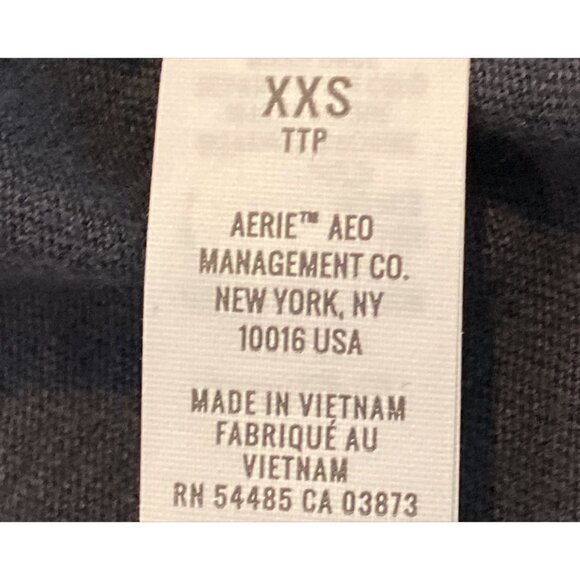 XXS
TTP
AERIE™ AEO
MANAGEMENT CO.
NEW YORK, NY
10016 USA
MADE IN VIETNAM
FABRIQUÉ AU
VIETNAM
RN 54485 CA 03873